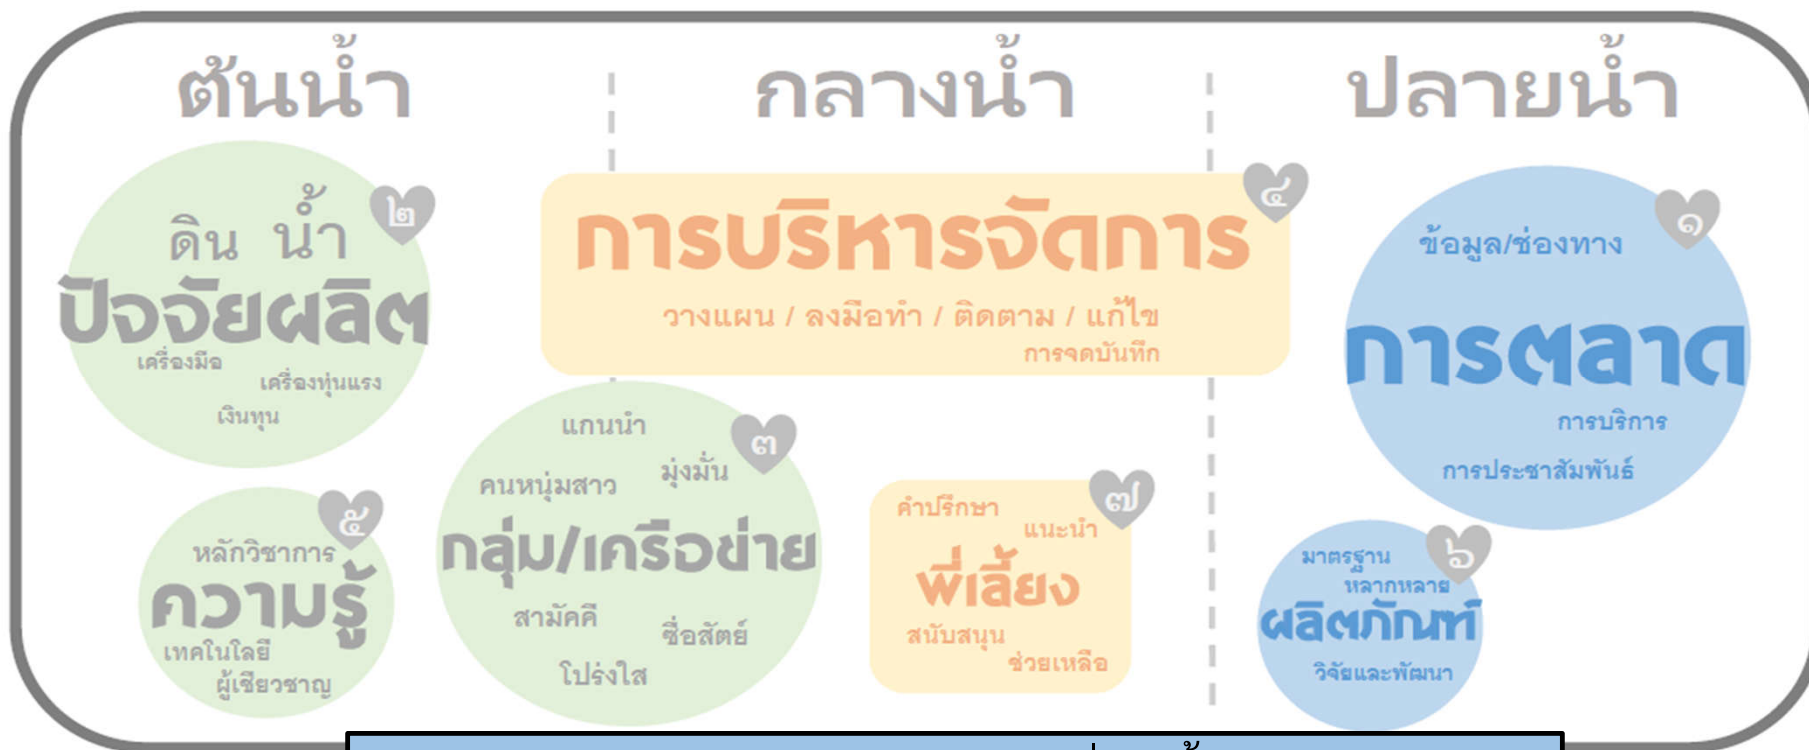 ต้นน้ำ
กลางน้ำ
ปลายน้ำ
๒
ดิน น้ำ
ปัจจัยผลิต
เครื่องมือ
เครื่องทุ่นแรง
เงินทุน
๔
การบริหารจัดการ
วางแผน / ลงมือทำ / ติดตาม / แก้ไข
การจดบันทึก
๑
ข้อมูล/ช่องทาง
การตลาด
การบริการ
การประชาสัมพันธ์
๕
หลักวิชาการ
ความรู้
เทคโนโลยี
ผู้เชียวชาญ
๓
แกนนำ
มุ่งมั่น
คนหนุ่มสาว
กลุ่ม/เครือข่าย
สามัคคี
ซื่อสัตย์
โปร่งใส
๗
คำปรึกษา
แนะนำ
พี่เลี้ยง
สนับสนุน
ช่วยเหลือ
๖
มาตรฐาน
หลากหลาย
ผลิตภัณฑ์
วิจัยและพัฒนา